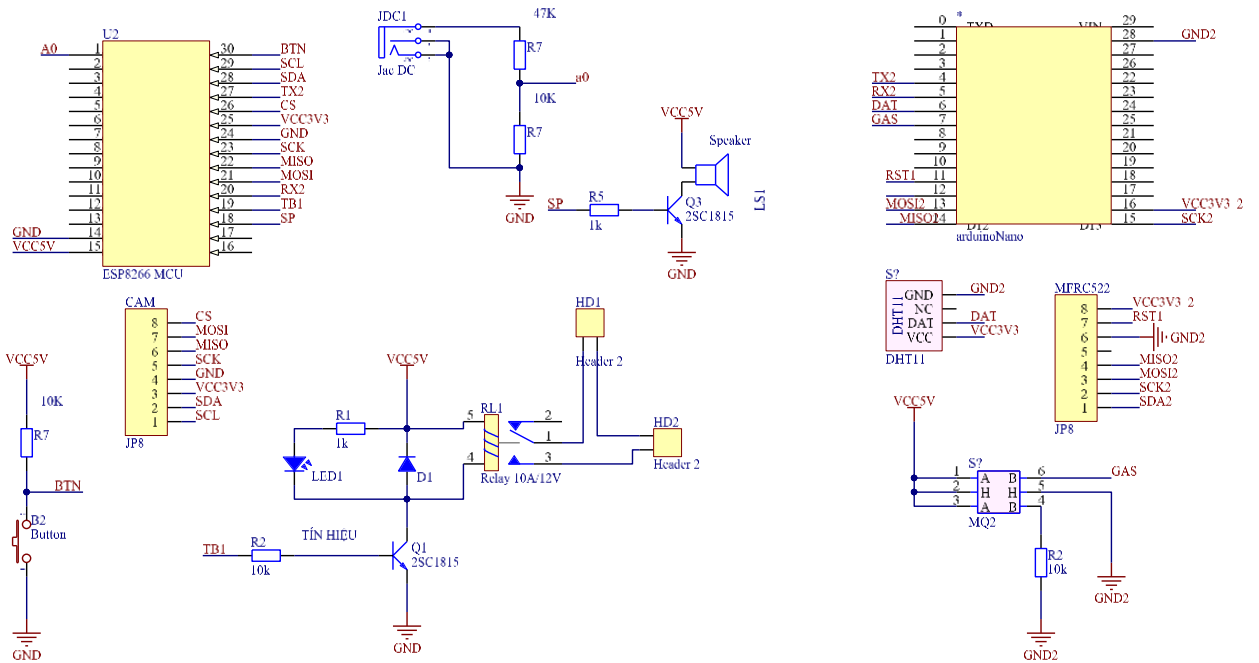 U2
A0
1
2
3
4
5
6
7
8
9
10
11
12
13
GND 14
VCC5V 15
30 BTN
29 SCL
28 SDA
27 TX2
26 CS
25 VCC3V3
24 GND
23 SCK
22 MISO
21 MOSI
20 RX2
19 TB1
18 SP
17
16
ESP8266 MCU
JDC1
Jac DC
47K
R7
a0
10K
R7
GND
VCC5V
Speaker
LS1
SP
R5
1k
Q3
2SC1815
GND
*
0 TXD VIN 29
1 28 GND2
2 27
3 26
TX2 4 22
RX2 5 23
DAT 6 24
GAS 7 25
8 21
9 20
10 19
RST1 11 18
12 17
MOSI2 13 16 VCC3V3_2
MISO2 14 D12 D13 15 SCK2
arduinoNano
CAM
8 CS
7 MOSI
6 MISO
5 SCK
4 GND
3 VCC3V3
2 SDA
1 SCL
JP8
VCC5V
10K
R7
BTN
B2
Button
GND
VCC5V
R1
1k
LED1
D1
RL1
5
4
2
1
3
Relay 10A/12V
HD1
Header 2
HD2
Header 2
TÍN HIỆU
TB1
R2
10k
Q1
2SC1815
GND
S?
DHT11
GND GND2
NC
DAT DAT
VCC VCC3V3
DHT11
MFRC522
8 VCC3V3_2
7 RST1
6 GND2
5
4 MISO2
3 MOSI2
2 SCK2
1 SDA2
JP8
VCC5V
S?
1 A B 6 GAS
2 H H 5
3 A B 4
MQ2
R2
10k
GND2
GND2